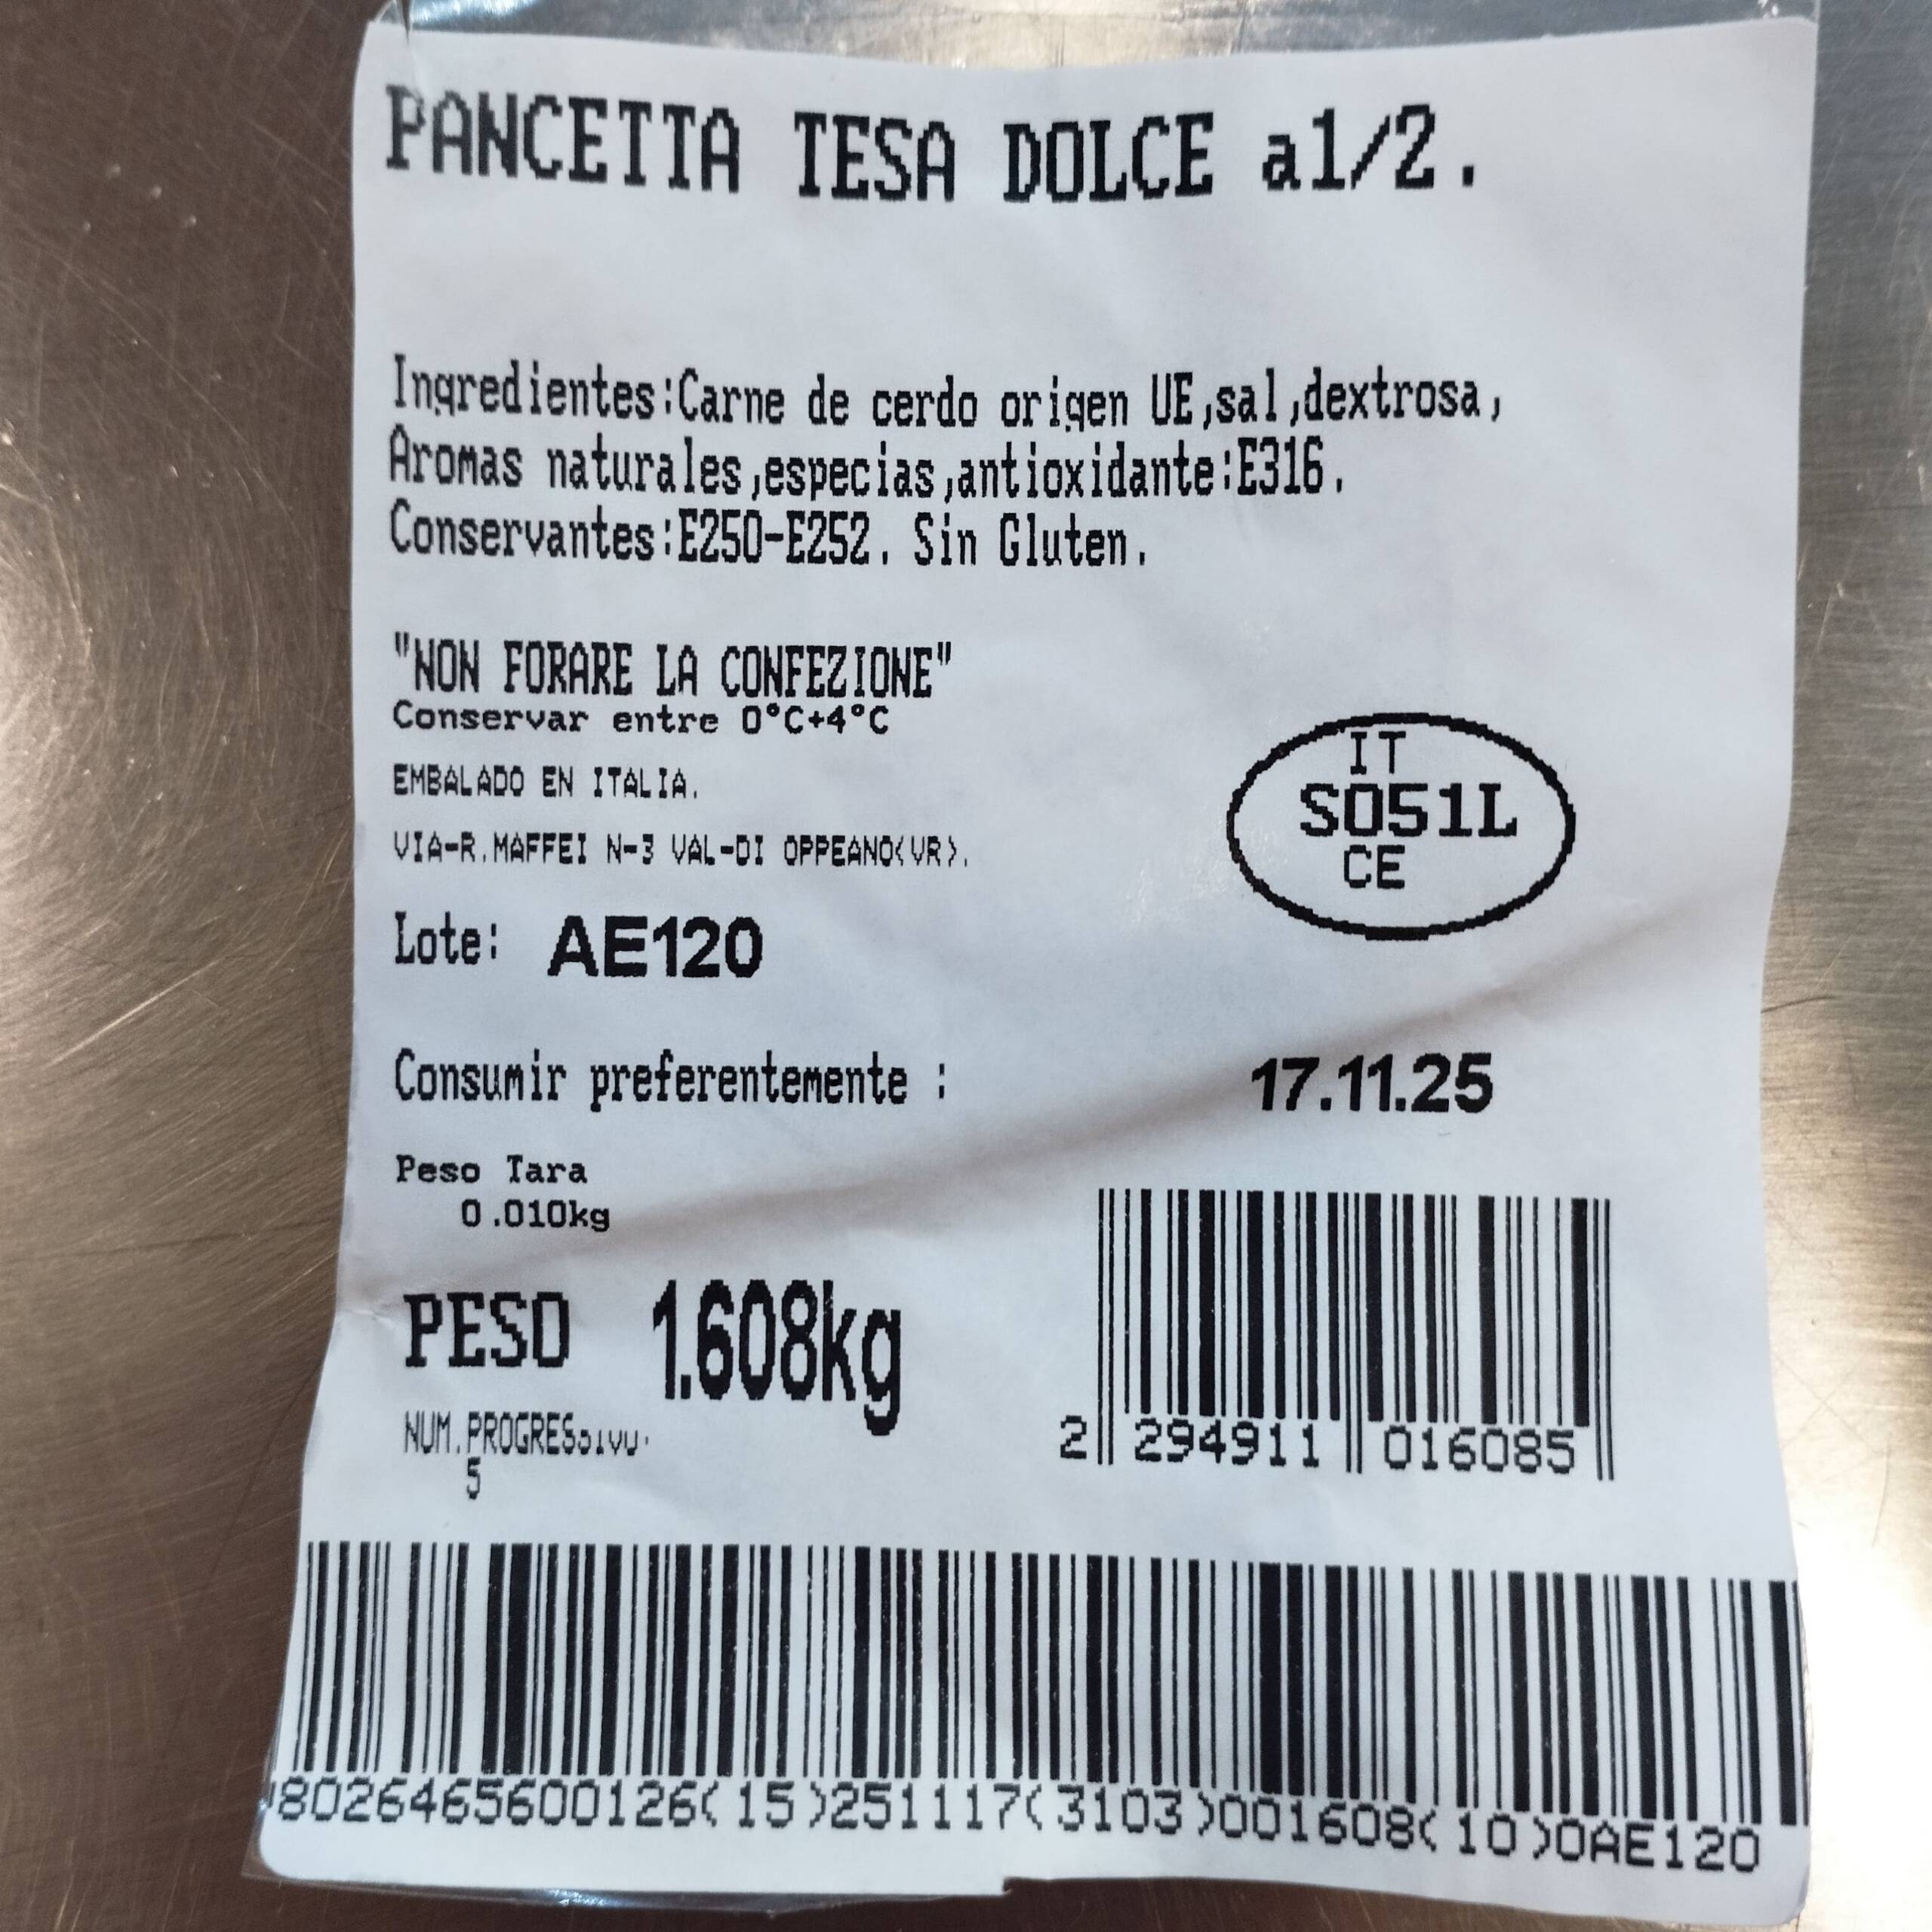 PANCETTA TESA DOLCE a1/2.
Ingredientes:Carne de cerdo origen UE,sal,dextrosa,
Aromas naturales,especias,antioxidante:E316.
Conservantes:E250-E252. Sin Gluten.
"NON FORARE LA CONFEZIONE"
Conservar entre 0°C+4°C
EMBALADO EN ITALIA.
VIA-R.MAFFEI N-3 VAL-DI OPPEANO(VR).
IT
S051L
CE
Lote: AE120
Consumir preferentemente : 17.11.25
Peso Tara
0.010kg
PESO 1.608kg
NUM.PROGRESSIVO.
5
2 294911 016085
8026465600126(15)251117(3103)001608(10)0AE120